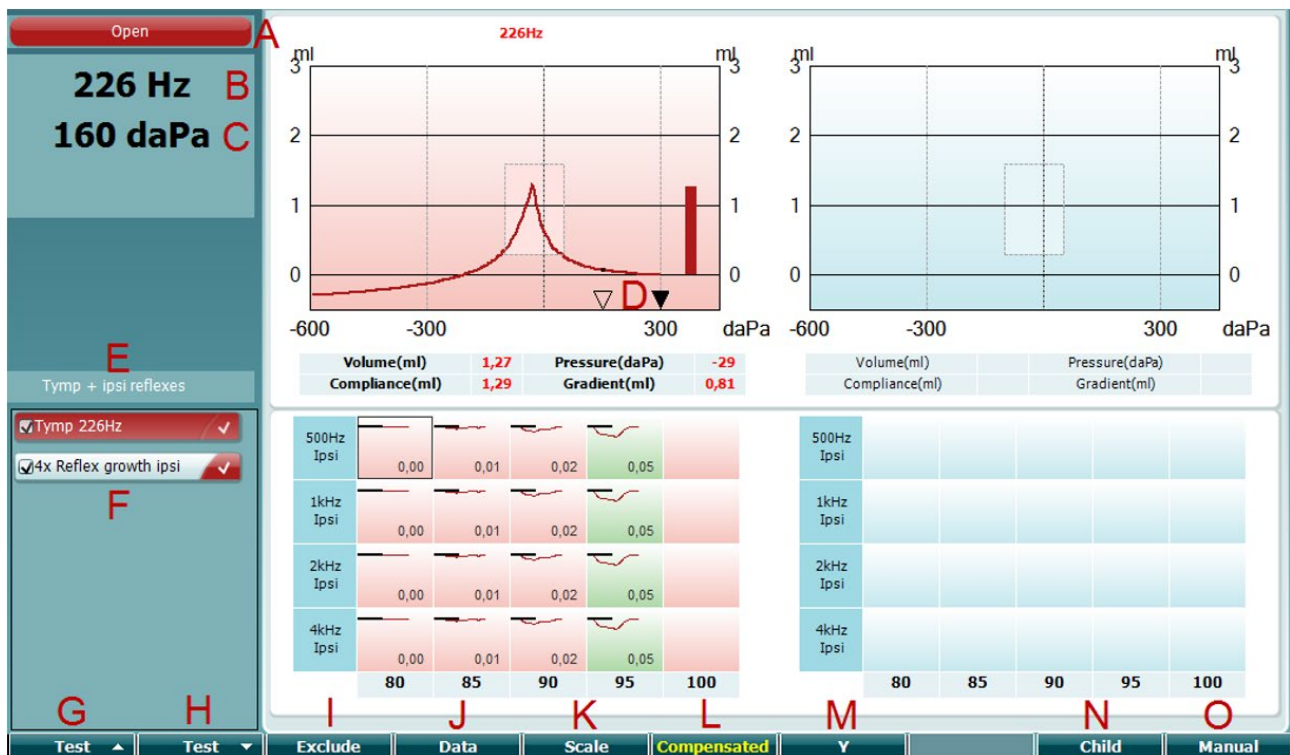 Open A
226 Hz B
160 daPa C
E
Tymp + ipsi reflexes
Tymp 226Hz
4x Reflex growth ipsi
F
226Hz
ml ml
3 3
2 2
1 1
0 0
D
-600 -300 300 daPa
Volume(ml) 1,27 Pressure(daPa) -29
Compliance(ml) 1,29 Gradient(ml) 0,81
ml ml
3 3
2 2
1 1
0 0
-600 -300 300 daPa
Volume(ml) Pressure(daPa)
Compliance(ml) Gradient(ml)
500Hz
Ipsi
0,00 0,01 0,02 0,05
1kHz
Ipsi
0,00 0,01 0,02 0,05
2kHz
Ipsi
0,00 0,01 0,02 0,05
4kHz
Ipsi
0,00 0,01 0,02 0,05
80 85 90 95 100
500Hz
Ipsi
1kHz
Ipsi
2kHz
Ipsi
4kHz
Ipsi
80 85 90 95 100
G H I J K L M N O
Test Test Exclude Data Scale Compensated Y Child Manual